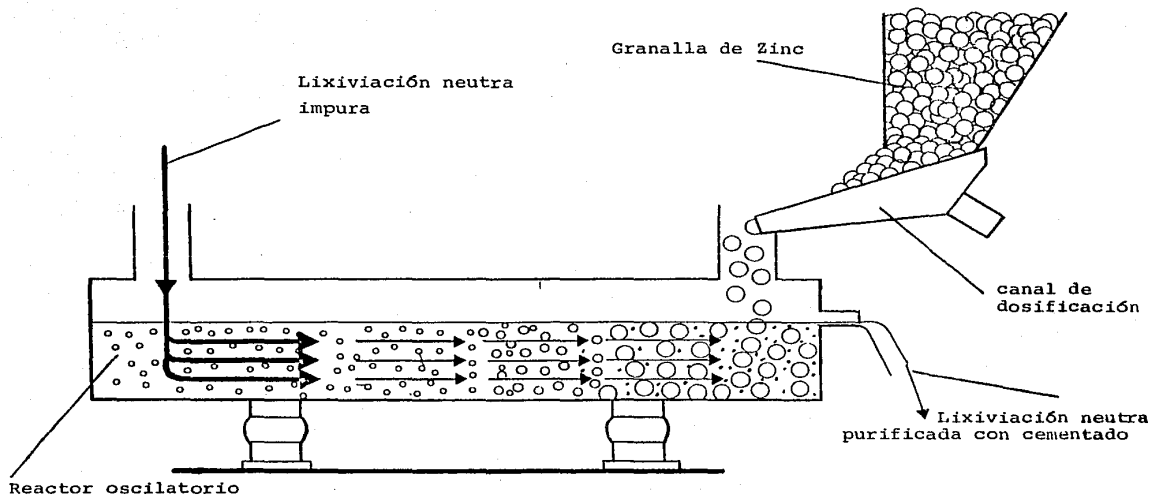 Granalla de Zinc
Lixiviación neutra
impura
canal de
dosificación
Lixiviación neutra
purificada con cementado
Reactor oscilatorio